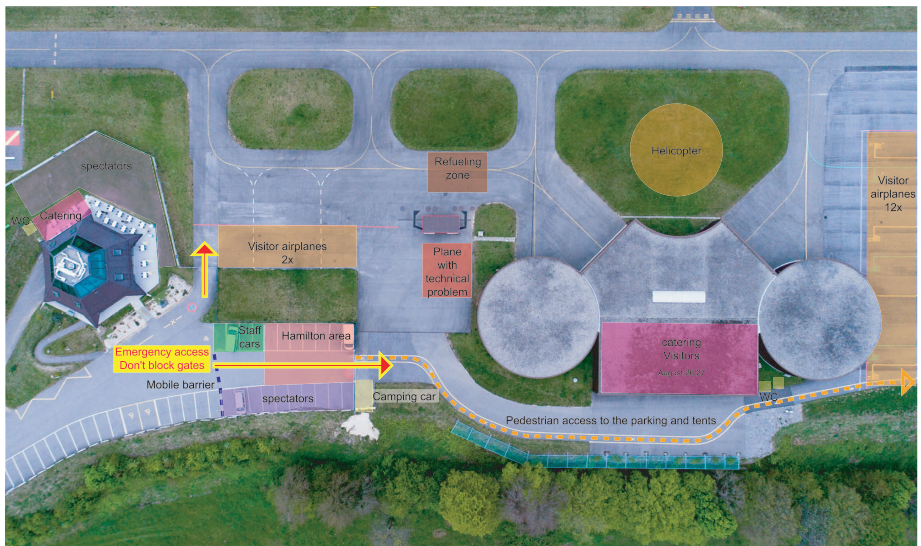 Helicopter
spectators
Refueling
zone
Visitor
airplanes
12x
WC
Catering
Visitor airplanes
2x
Plane
with
technical
problem
Staff
cars
Hamilton area
catering
Visitors
Emergency access
Don't block gates
Mobile barrier
spectators
Camping car
WC
Pedestrian access to the parking and tents